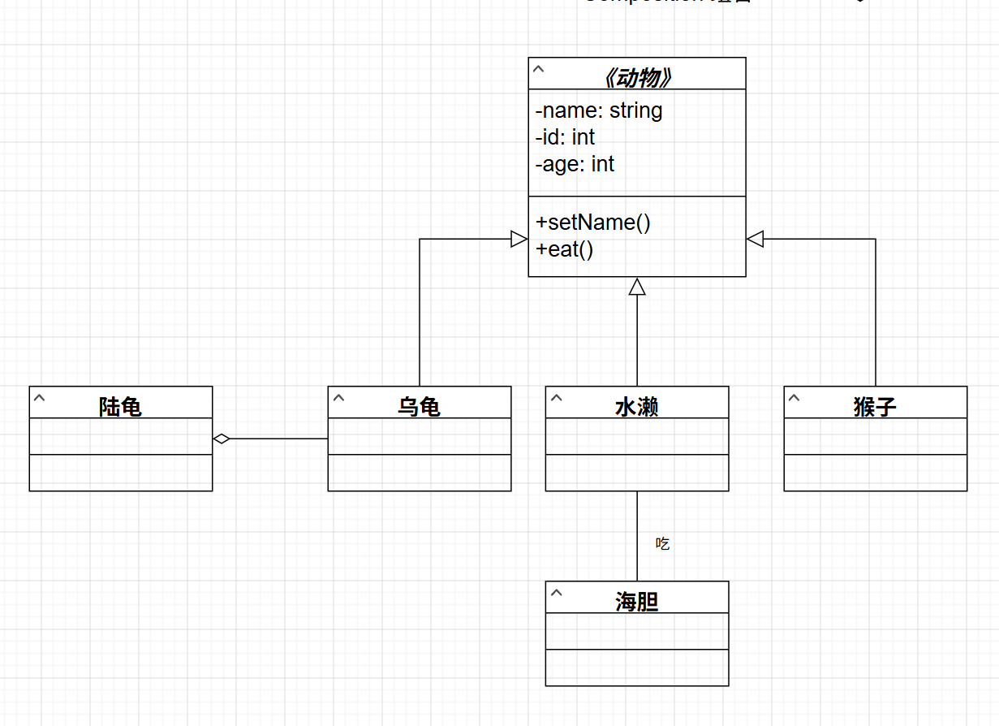 《动物》
-name: string
-id: int
-age: int
+setName()
+eat()
陆龟
乌龟
水濑
猴子
吃
海胆